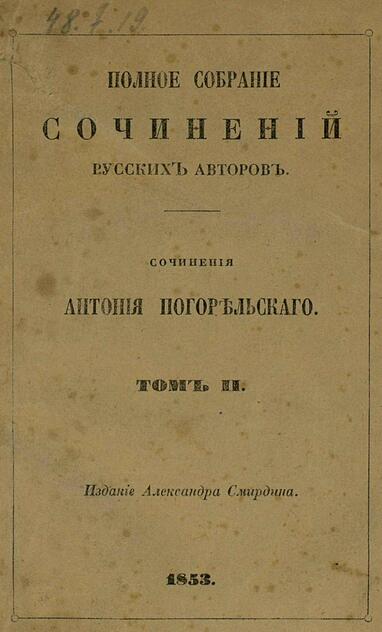 48.7.19.
ПОЛНОЕ СОБРАНІЕ
СОЧИНЕНІЙ
РУССКИХЪ АВТОРОВЪ.
СОЧИНЕНІЯ
АНТОНІЯ ПОГОРѢЛЬСКАГО.
ТОМЪ II.
Изданіе Александра Смирдина.
1853.